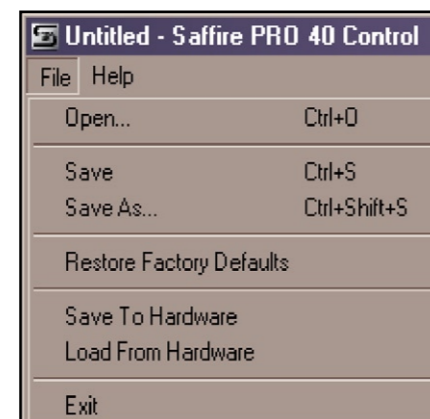 Untitled - Saffire PRO 40 Control
File Help
Open... Ctrl+O
Save Ctrl+S
Save As... Ctrl+Shift+S
Restore Factory Defaults
Save To Hardware
Load From Hardware
Exit